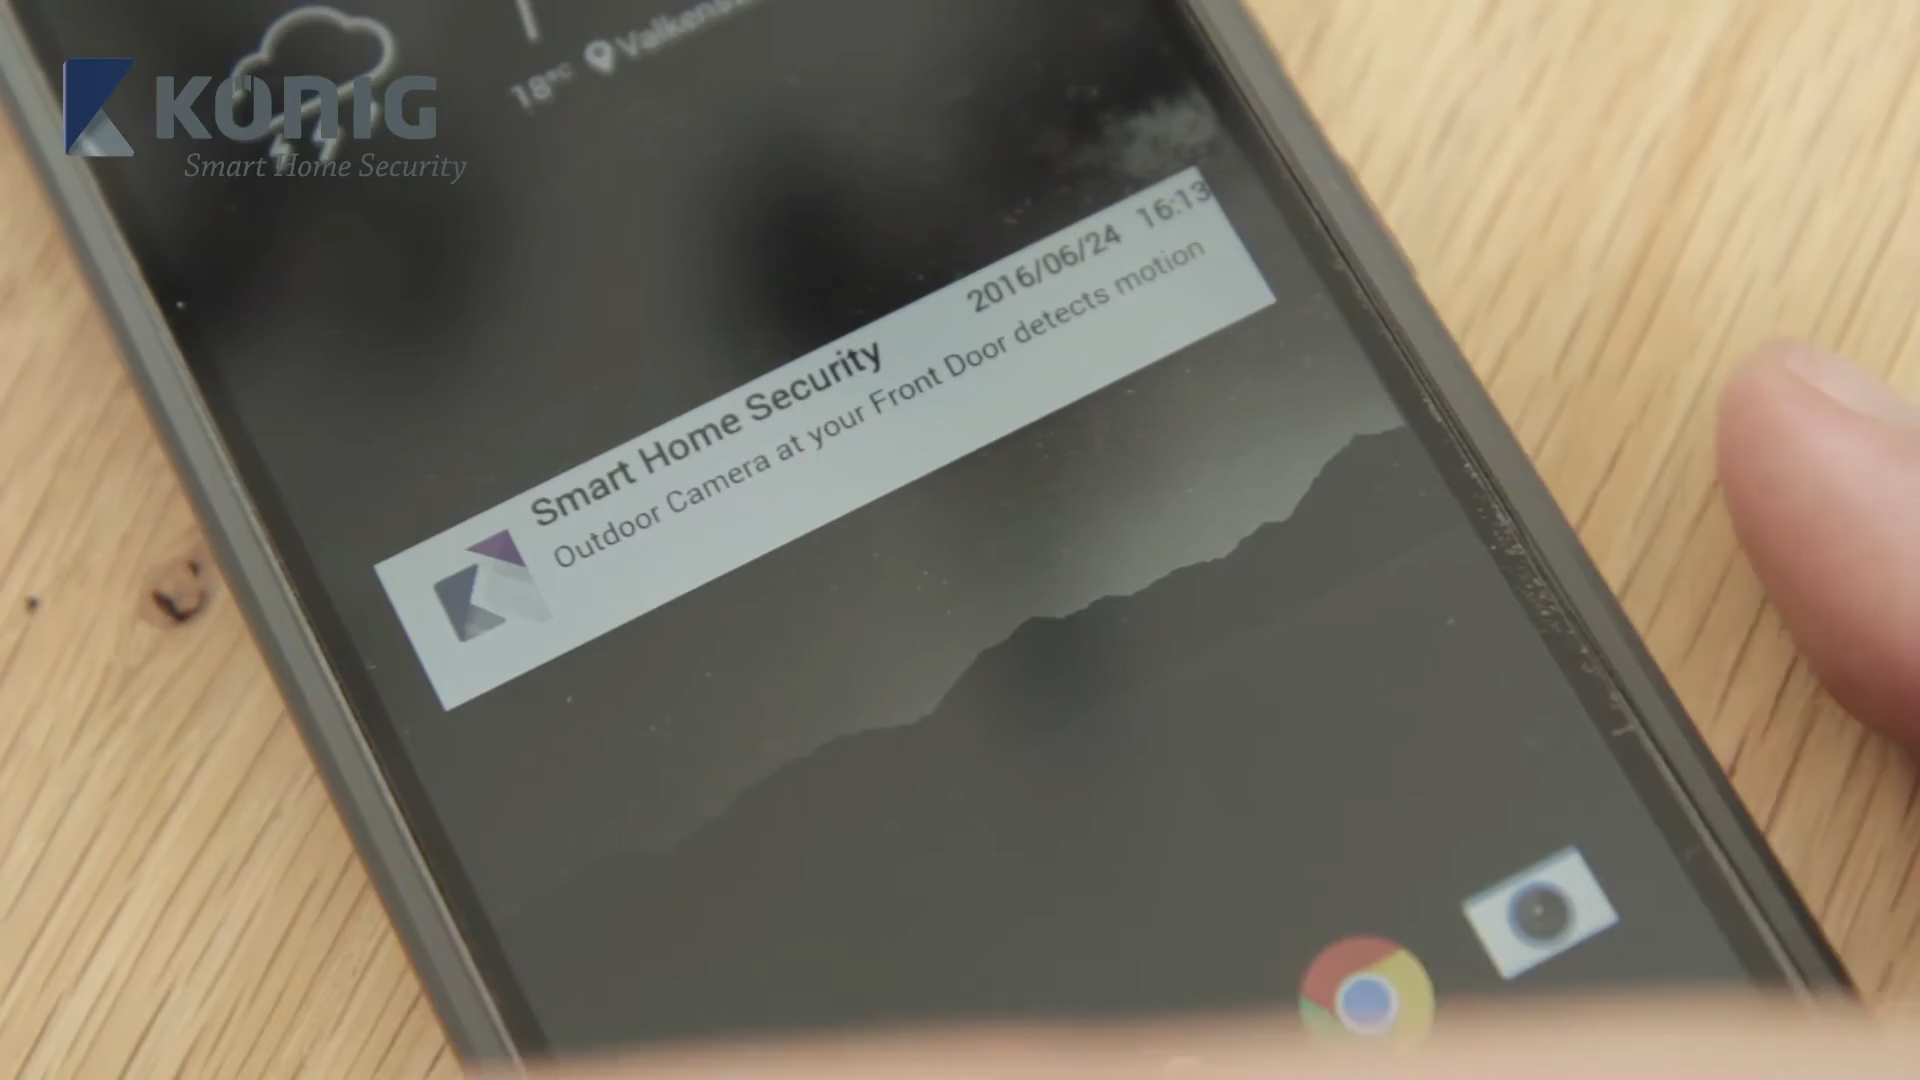 KÖNIG
Smart Home Security
18°C
Smart Home Security 2016/06/24 16:13
Outdoor Camera at your Front Door detects motion